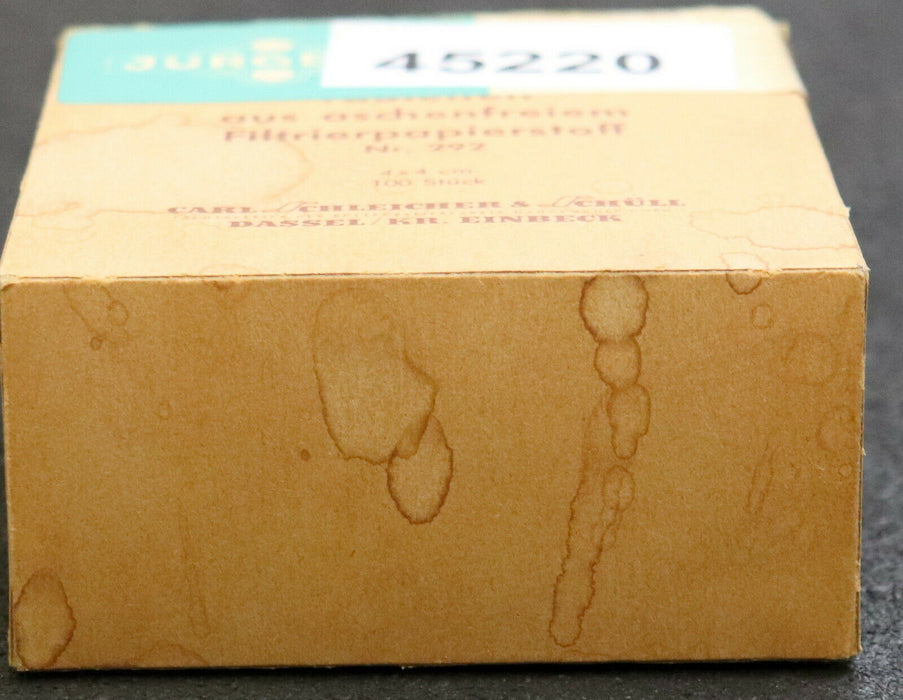 45220
aus aschenfreiem
Filtrierpapierstoff
Nr. 292
4x4 cm
100 Stück
CARL SCHLEICHER & SCHÜLL
DASSEL / KR. EINBECK